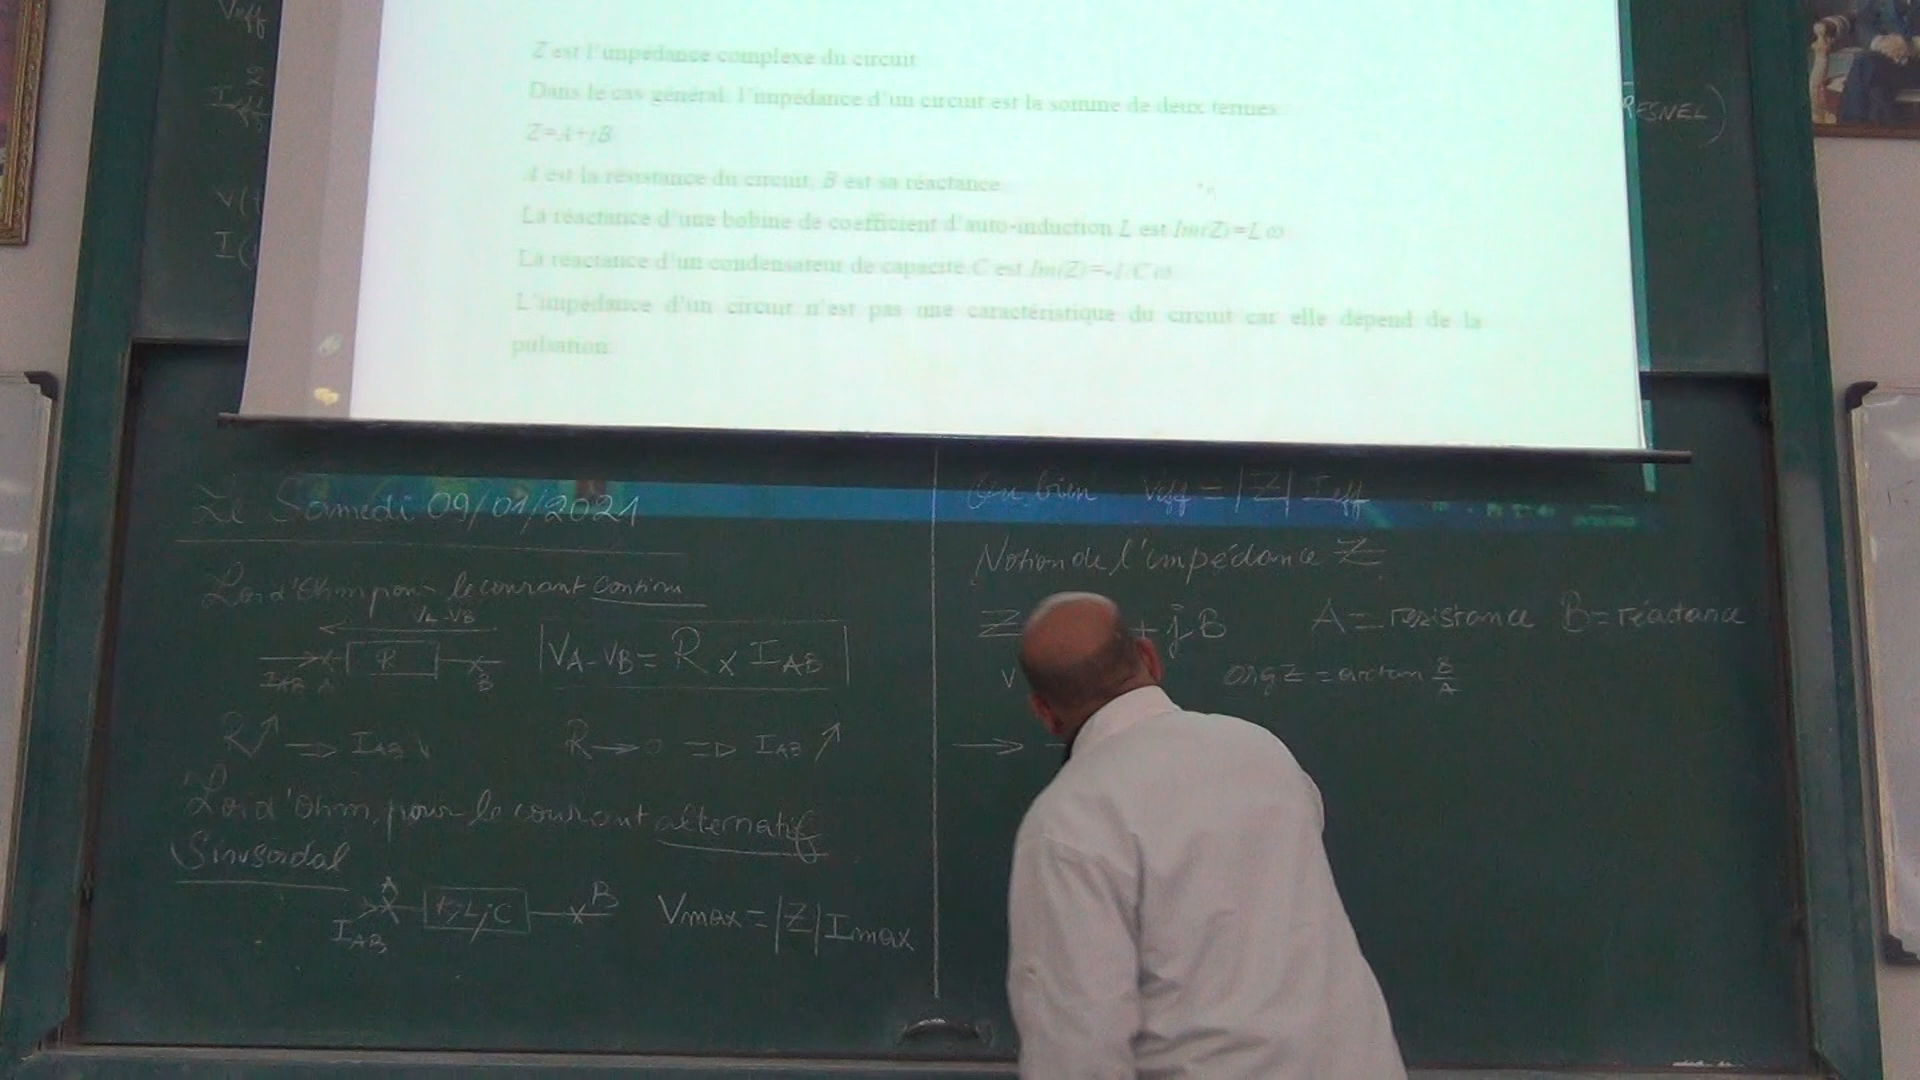 Veff
Ieff
V(t
I(
RESNEL)
Z est l'impédance complexe du circuit
Dans le cas général, l'impédance d'un circuit est la somme de deux termes:
Z=A+jB
A est la résistance du circuit, B est sa réactance
La réactance d'une bobine de coefficient d'auto-induction L est Im(Z)=Lω
La réactance d'un condensateur de capacité C est Im(Z)=-1/Cω
L'impédance d'un circuit n'est pas une caractéristique du circuit car elle dépend de la
pulsation.
Le Samedi 09/01/2021
Loi d'Ohm pour le courant Continu
VA-VB
IAB A R B
VA-VB = R x IAB
R↗ => IAB ↓
R → 0 => IAB ↗
Loi d'Ohm, pour le courant alternatif
Sinusoidal
A B
IAB R,L,C
Vmax = |Z| Imax
Ou bien Veff = |Z| Ieff
Notion de l'impédance Z
Z + jB A = resistance B = réactance
arg Z = arctan B/A
→